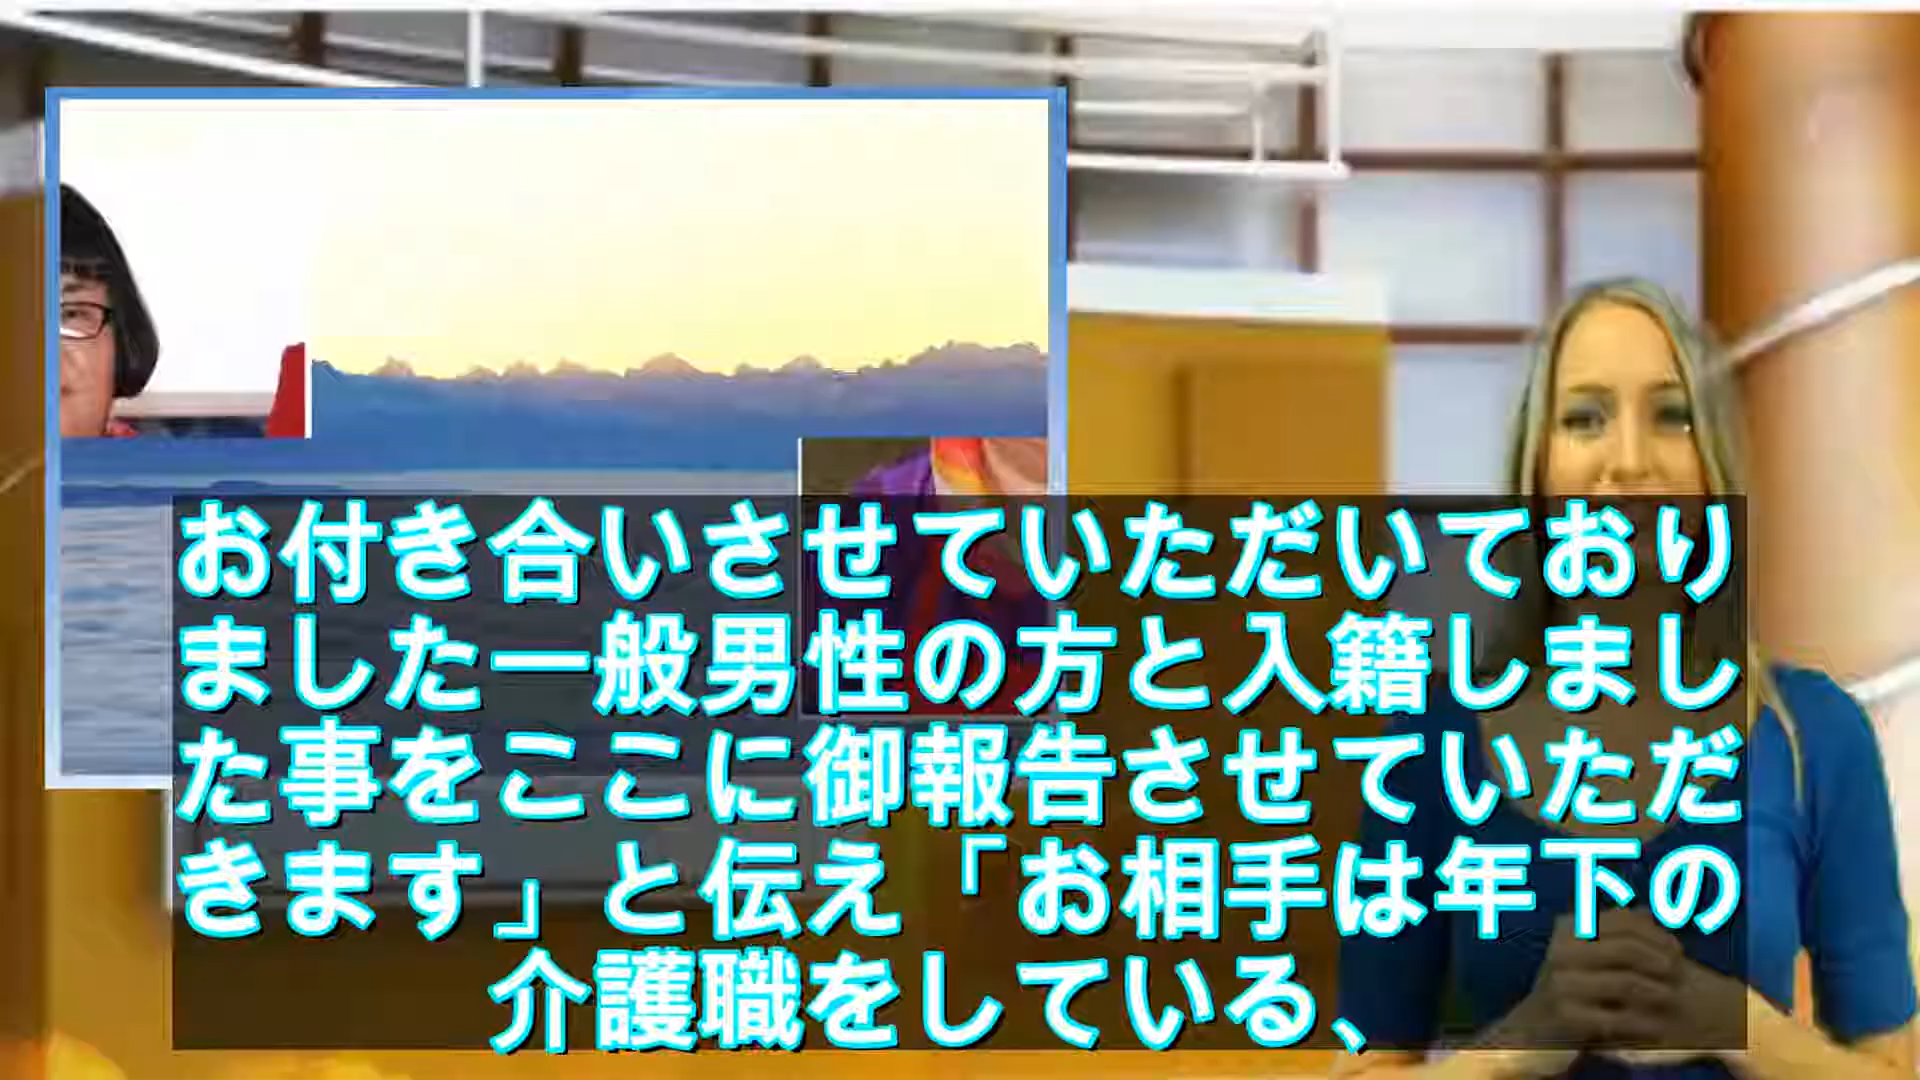 お付き合いさせていただいており
ました一般男性の方と入籍しまし
た事をここに御報告させていただ
きます」と伝え「お相手は年下の
介護職をしている、